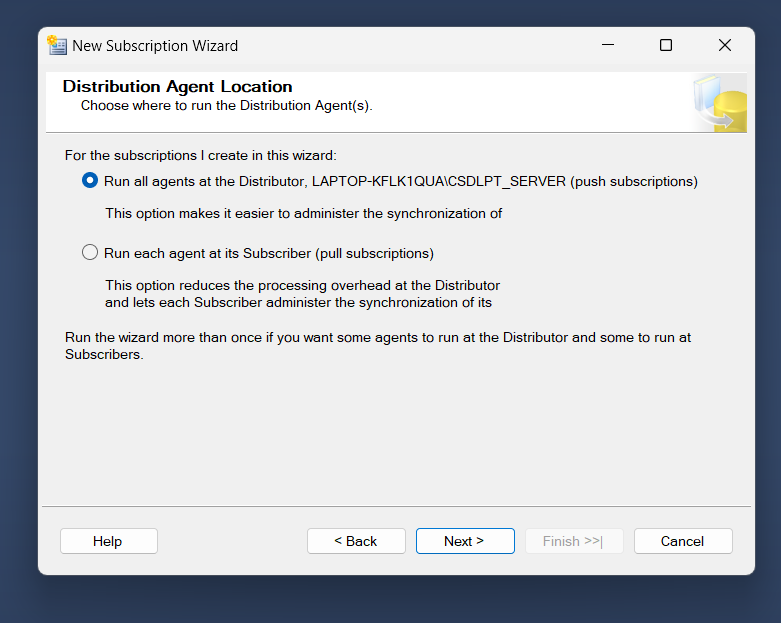 New Subscription Wizard
Distribution Agent Location
Choose where to run the Distribution Agent(s).
For the subscriptions I create in this wizard:
Run all agents at the Distributor, LAPTOP-KFLK1QUA\CSDLPT_SERVER (push subscriptions)
This option makes it easier to administer the synchronization of
Run each agent at its Subscriber (pull subscriptions)
This option reduces the processing overhead at the Distributor
and lets each Subscriber administer the synchronization of its
Run the wizard more than once if you want some agents to run at the Distributor and some to run at
Subscribers.
Help
< Back
Next >
Finish >>|
Cancel